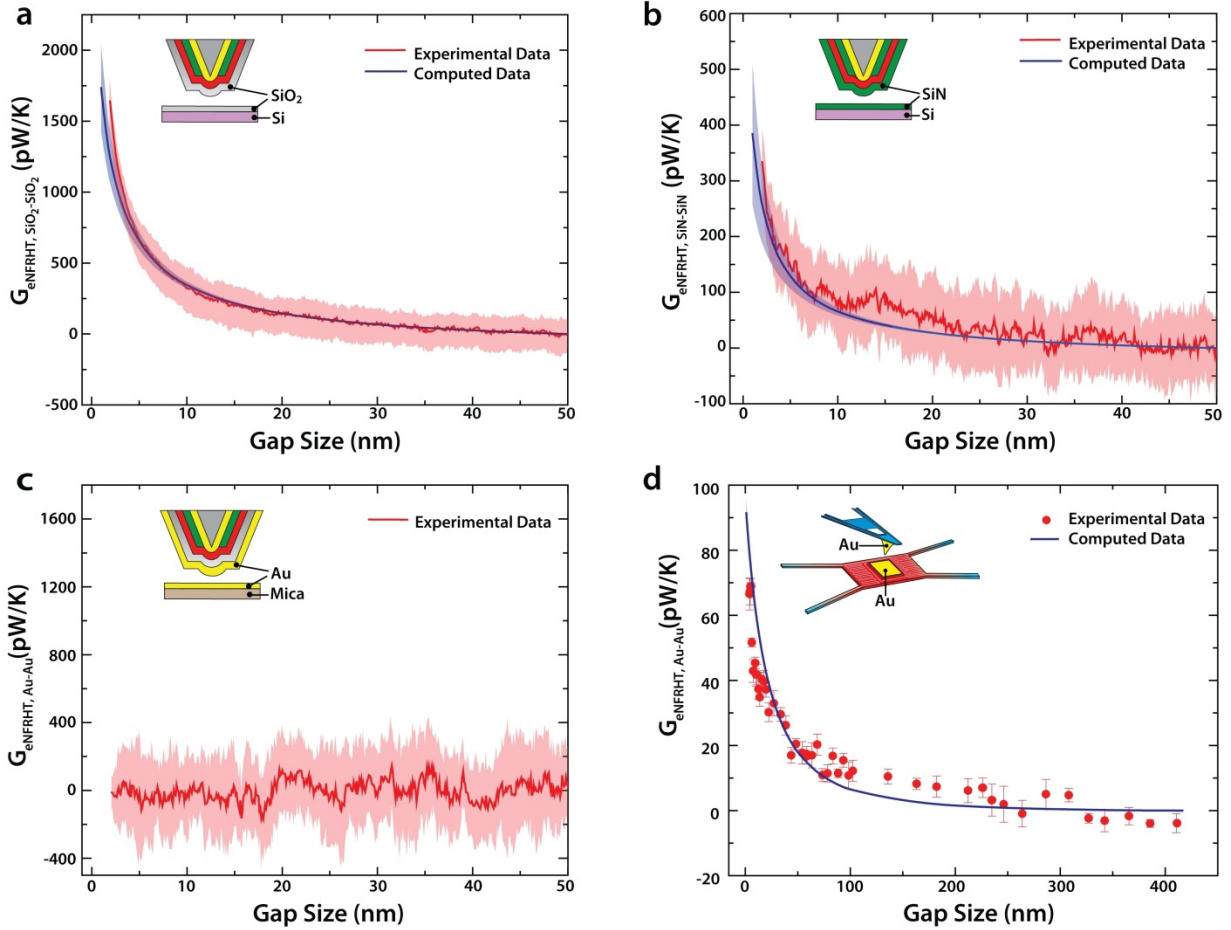 a
G_eNFRHT, SiO₂-SiO₂ (pW/K)
2000
1500
1000
500
0
-500
Experimental Data
Computed Data
SiO₂
Si
0
10
20
30
40
50
Gap Size (nm)
b
G_eNFRHT, SiN-SiN (pW/K)
600
500
400
300
200
100
0
-100
Experimental Data
Computed Data
SiN
Si
0
10
20
30
40
50
Gap Size (nm)
c
G_eNFRHT, Au-Au(pW/K)
1600
1200
800
400
0
-400
Experimental Data
Au
Mica
0
10
20
30
40
50
Gap Size (nm)
d
G_eNFRHT, Au-Au(pW/K)
100
80
60
40
20
0
-20
Experimental Data
Computed Data
Au
Au
0
100
200
300
400
Gap Size (nm)